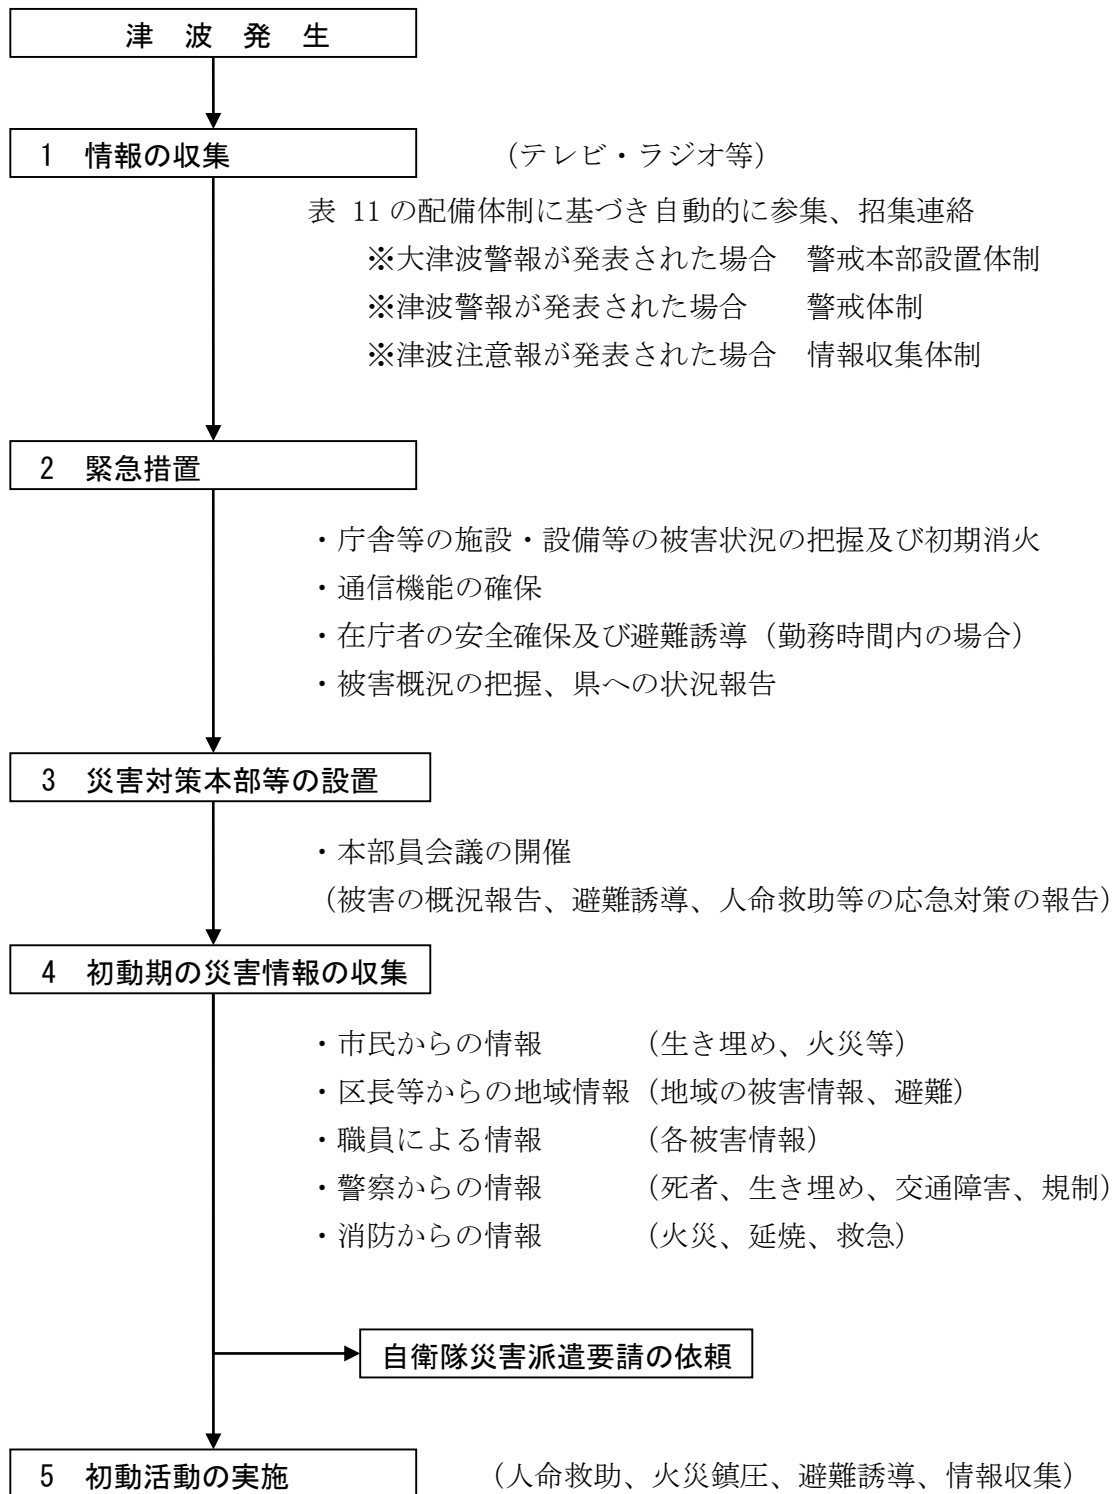 津　波　発　生
1　情報の収集　（テレビ・ラジオ等）
表 11 の配備体制に基づき自動的に参集、招集連絡
※大津波警報が発表された場合　警戒本部設置体制
※津波警報が発表された場合　　警戒体制
※津波注意報が発表された場合　情報収集体制
2　緊急措置
・庁舎等の施設・設備等の被害状況の把握及び初期消火
・通信機能の確保
・在庁者の安全確保及び避難誘導（勤務時間内の場合）
・被害概況の把握、県への状況報告
3　災害対策本部等の設置
・本部員会議の開催
（被害の概況報告、避難誘導、人命救助等の応急対策の報告）
4　初動期の災害情報の収集
・市民からの情報　　　（生き埋め、火災等）
・区長等からの地域情報（地域の被害情報、避難）
・職員による情報　　　（各被害情報）
・警察からの情報　　　（死者、生き埋め、交通障害、規制）
・消防からの情報　　　（火災、延焼、救急）
自衛隊災害派遣要請の依頼
5　初動活動の実施　（人命救助、火災鎮圧、避難誘導、情報収集）